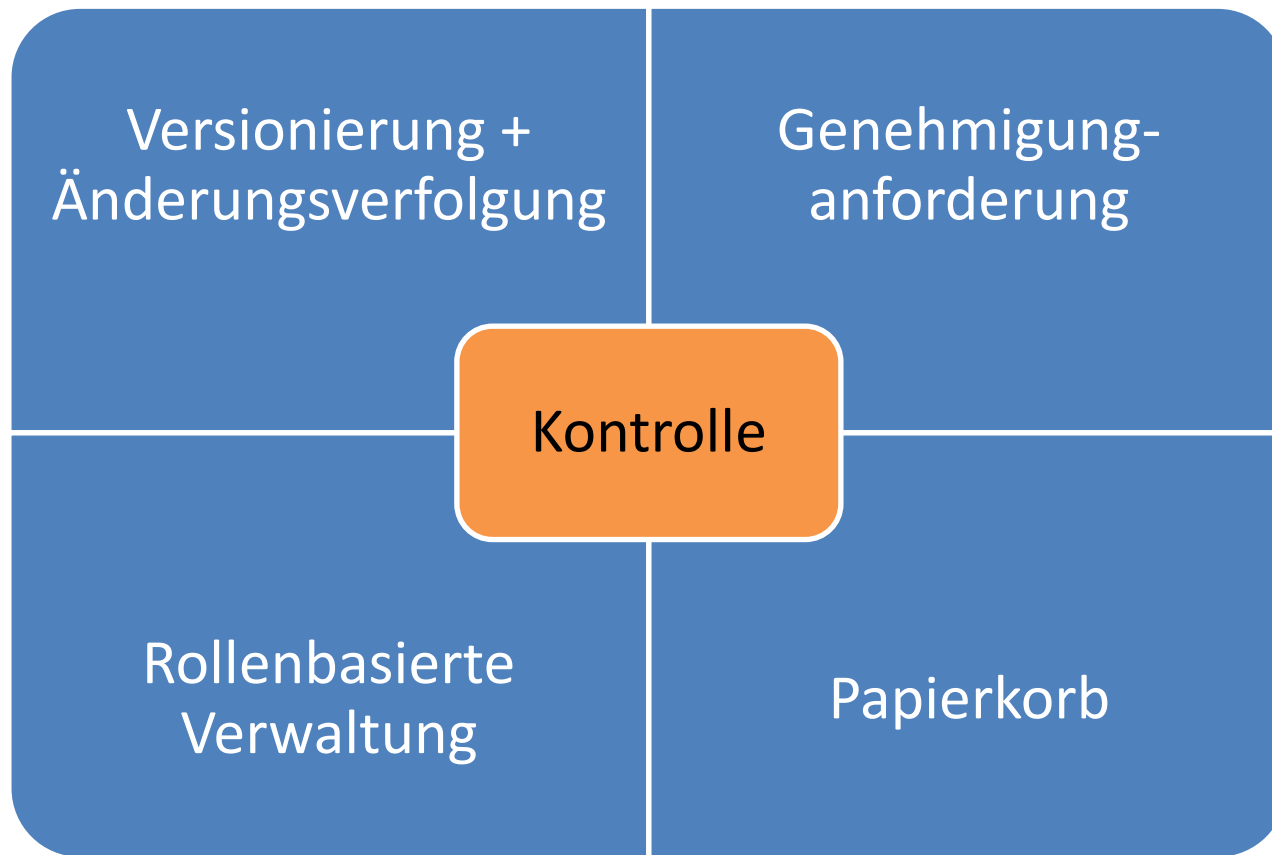 Versionierung +
Änderungsverfolgung
Genehmigung-
anforderung
Kontrolle
Rollenbasierte
Verwaltung
Papierkorb